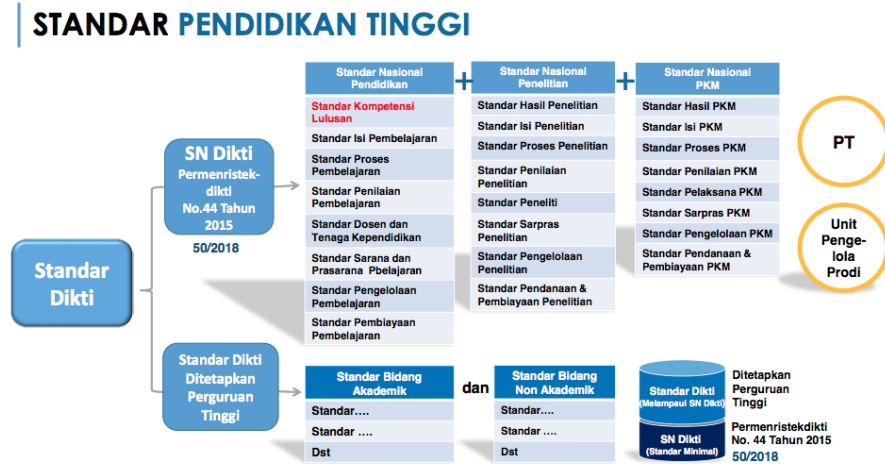 STANDAR PENDIDIKAN TINGGI
Standar
Dikti
SN Dikti
Permenristek-
dikti
No.44 Tahun
2015
50/2018
Standar Nasional
Pendidikan
Standar Kompetensi
Lulusan
Standar Isi Pembelajaran
Standar Proses
Pembelajaran
Standar Penilaian
Pembelajaran
Standar Dosen dan
Tenaga Kependidikan
Standar Sarana dan
Prasarana Pbelajaran
Standar Pengelolaan
Pembelajaran
Standar Pembiayaan
Pembelajaran
+
Standar Nasional
Penelitian
Standar Hasil Penelitian
Standar Isi Penelitian
Standar Proses Penelitian
Standar Penilaian
Penelitian
Standar Peneliti
Standar Sarpras
Penelitian
Standar Pengelolaan
Penelitian
Standar Pendanaan &
Pembiayaan Penelitian
+
Standar Nasional
PKM
Standar Hasil PKM
Standar Isi PKM
Standar Proses PKM
Standar Penilaian PKM
Standar Pelaksana PKM
Standar Sarpras PKM
Standar Pengelolaan PKM
Standar Pendanaan &
Pembiayaan PKM
PT
Unit
Penge-
lola
Prodi
Standar Dikti
Ditetapkan
Perguruan
Tinggi
Standar Bidang
Akademik
Standar....
Standar ....
Dst
dan
Standar Bidang
Non Akademik
Standar....
Standar ....
Dst
Standar Dikti
(Melampaui SN Dikti)
SN Dikti
(Standar Minimal)
Ditetapkan
Perguruan
Tinggi
Permenristekdikti
No. 44 Tahun 2015
50/2018